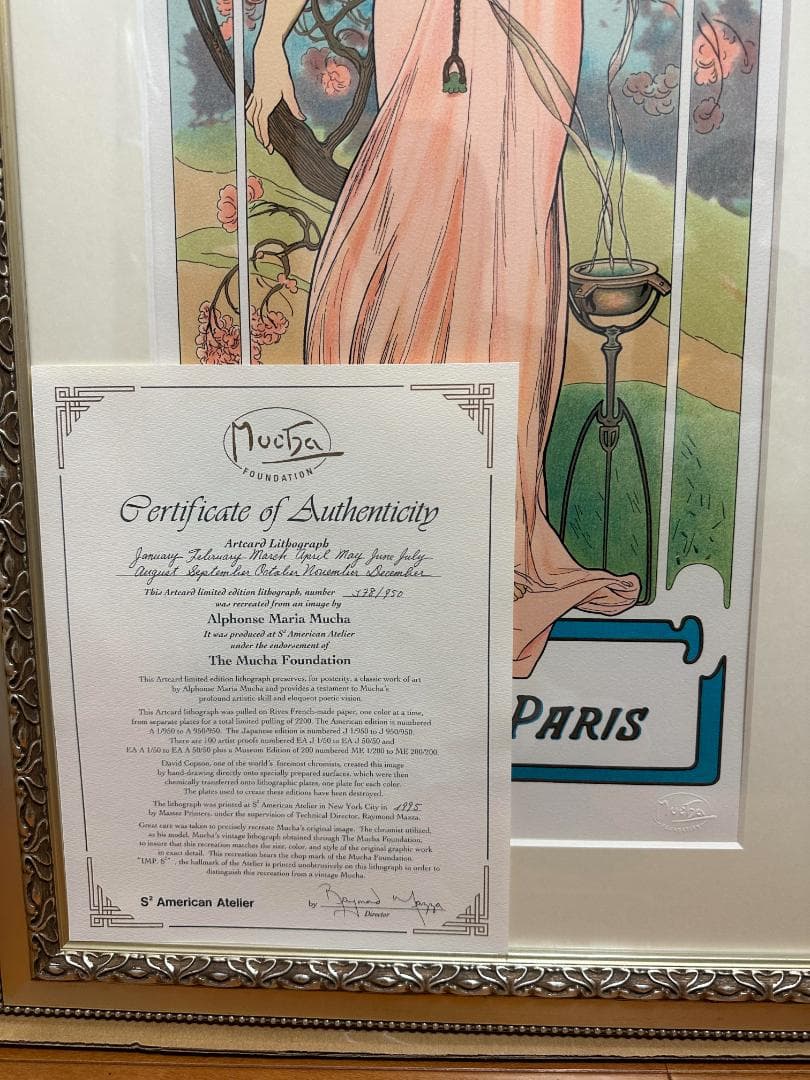 Mucha
FOUNDATION
Certificate of Authenticity
Artcard Lithograph
January February March April May June July
August September October November December
This Artcard limited edition lithograph, number J78/950
was recreated from an image by
Alphonse Maria Mucha
It was produced at S² American Atelier
under the endorsement of
The Mucha Foundation
This Artcard limited edition lithograph preserves, for posterity, a classic work of art
by Alphonse Maria Mucha and provides a testament to Mucha's
profound artistic skill and eloquent poetic vision.
This Artcard lithograph was pulled on Rives French-made paper, one color at a time,
from separate plates for a total limited pulling of 2200. The American edition is numbered
A 1/950 to A 950/950. The Japanese edition is numbered J 1/950 to J 950/950.
There are 100 artist proofs numbered EA J 1/50 to EA J 50/50 and
EA A 1/50 to EA A 50/50 plus a Museum Edition of 200 numbered ME 1/200 to ME 200/200.
David Copson, one of the world's foremost chromists, created this image
by hand-drawing directly onto specially prepared surfaces, which were then
chemically transferred onto lithographic plates, one plate for each color.
The plates used to create these editions have been destroyed.
The lithograph was printed at S² American Atelier in New York City in 1995
by Master Printers, under the supervision of Technical Director, Raymond Mazza.
Great care was taken to precisely recreate Mucha's original image. The chromist utilized,
as his model, Mucha's vintage lithograph obtained through The Mucha Foundation,
to insure that this recreation matches the size, color, and style of the original graphic work
in exact detail. This recreation bears the chop mark of the Mucha Foundation.
"IMP. S²", the hallmark of the Atelier is printed unobtrusively on this lithograph in order to
distinguish this recreation from a vintage Mucha.
S² American Atelier
by Raymond Mazza
Director
PARIS
Mucha
FOUNDATION